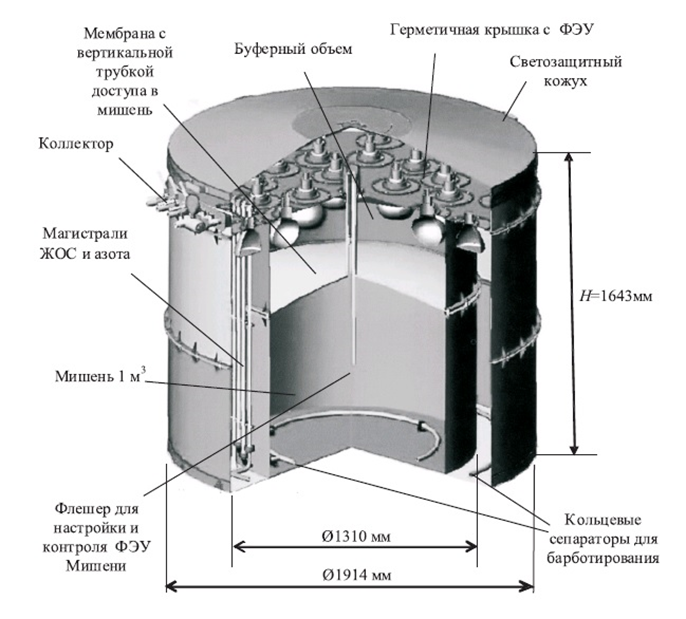 Мембрана с
вертикальной
трубкой
доступа в
мишень
Буферный объем
Герметичная крышка с ФЭУ
Светозащитный
кожух
Коллектор
Магистрали
ЖОС и азота
H=1643мм
Мишень 1 м³
Флешер для
настройки и
контроля ФЭУ
Мишени
Кольцевые
сепараторы для
барботирования
Ø1310 мм
Ø1914 мм